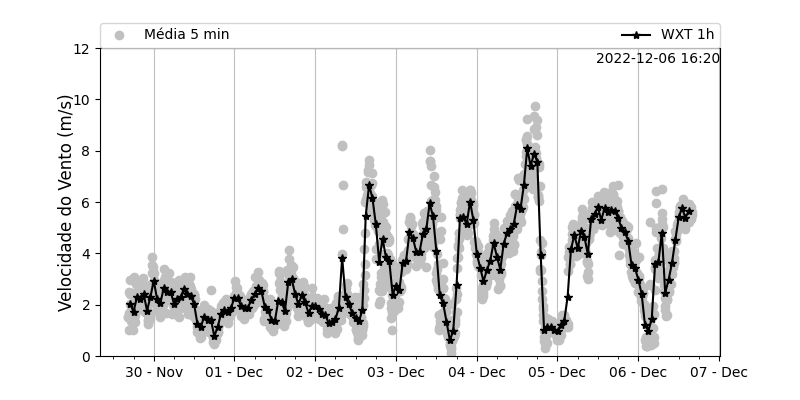 Média 5 min
WXT 1h
2022-12-06 16:20
Velocidade do Vento (m/s)
12
10
8
6
4
2
0
30 - Nov
01 - Dec
02 - Dec
03 - Dec
04 - Dec
05 - Dec
06 - Dec
07 - Dec